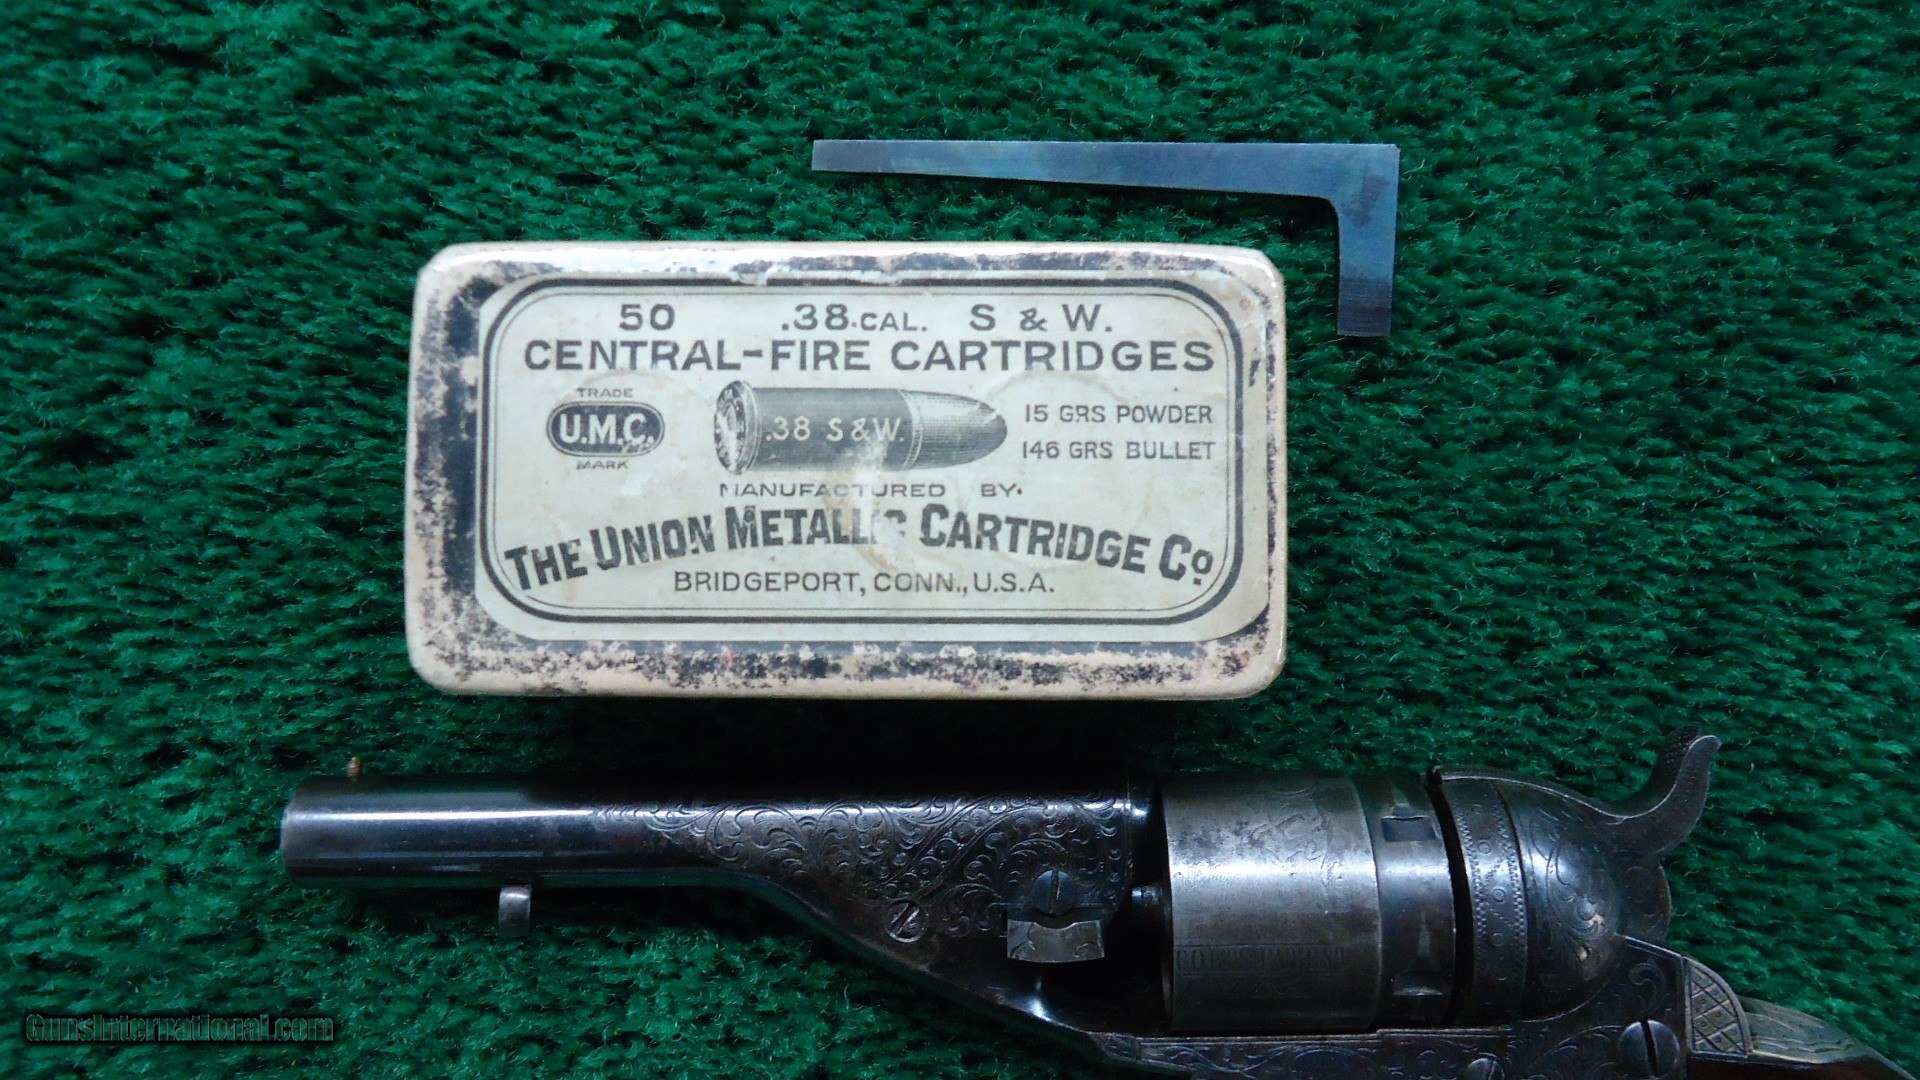 50 .38.CAL. S & W.
CENTRAL-FIRE CARTRIDGES
TRADE
U.M.C.
MARK
.38 S&W.
15 GRS POWDER
146 GRS BULLET
MANUFACTURED BY.
THE UNION METALLIC CARTRIDGE CO
BRIDGEPORT, CONN., U.S.A.
GunsInternational.com